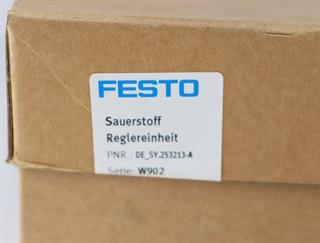 FESTO
Sauerstoff
Reglereinheit
PNR.: DE_SY.253213-A
Serie: W902